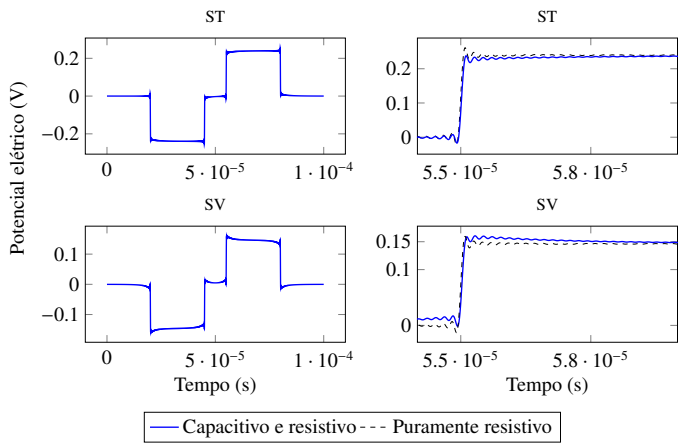 ST
ST
0.2
0
−0.2
0
5 · 10⁻⁵
1 · 10⁻⁴
0.2
0.1
0
5.5 · 10⁻⁵
5.8 · 10⁻⁵
Potencial elétrico (V)
SV
SV
0.1
0
−0.1
0
5 · 10⁻⁵
1 · 10⁻⁴
Tempo (s)
0.15
0.1
0
5.5 · 10⁻⁵
5.8 · 10⁻⁵
Tempo (s)
Capacitivo e resistivo
Puramente resistivo